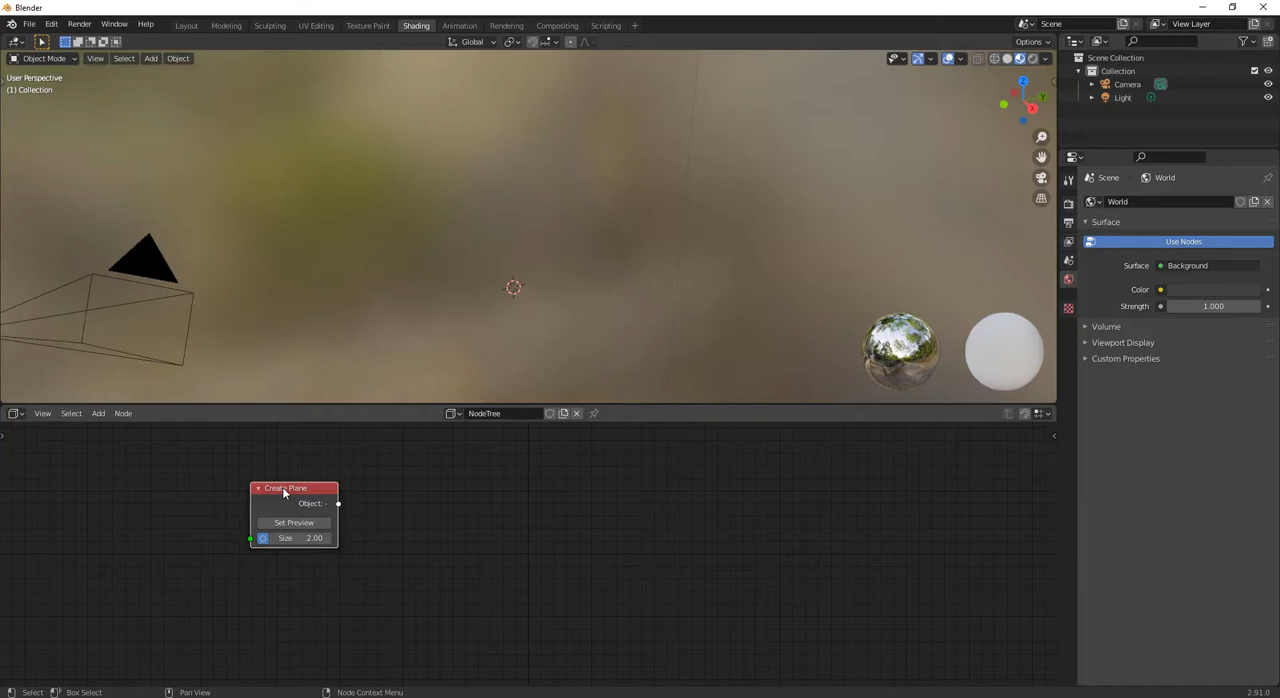 Blender
File Edit Render Window Help Layout Modeling Sculpting UV Editing Texture Paint Shading Animation Rendering Compositing Scripting + Scene View Layer
Global Options
Object Mode View Select Add Object
User Perspective
(1) Collection
Z
Y
X
Scene Collection
Collection
Camera
Light
Scene World
World
Surface
Use Nodes
Surface Background
Color
Strength 1.000
Volume
Viewport Display
Custom Properties
View Select Add Node NodeTree
Create Plane
Object: -
Set Preview
Size 2.00
Select Box Select Pan View Node Context Menu 2.91.0